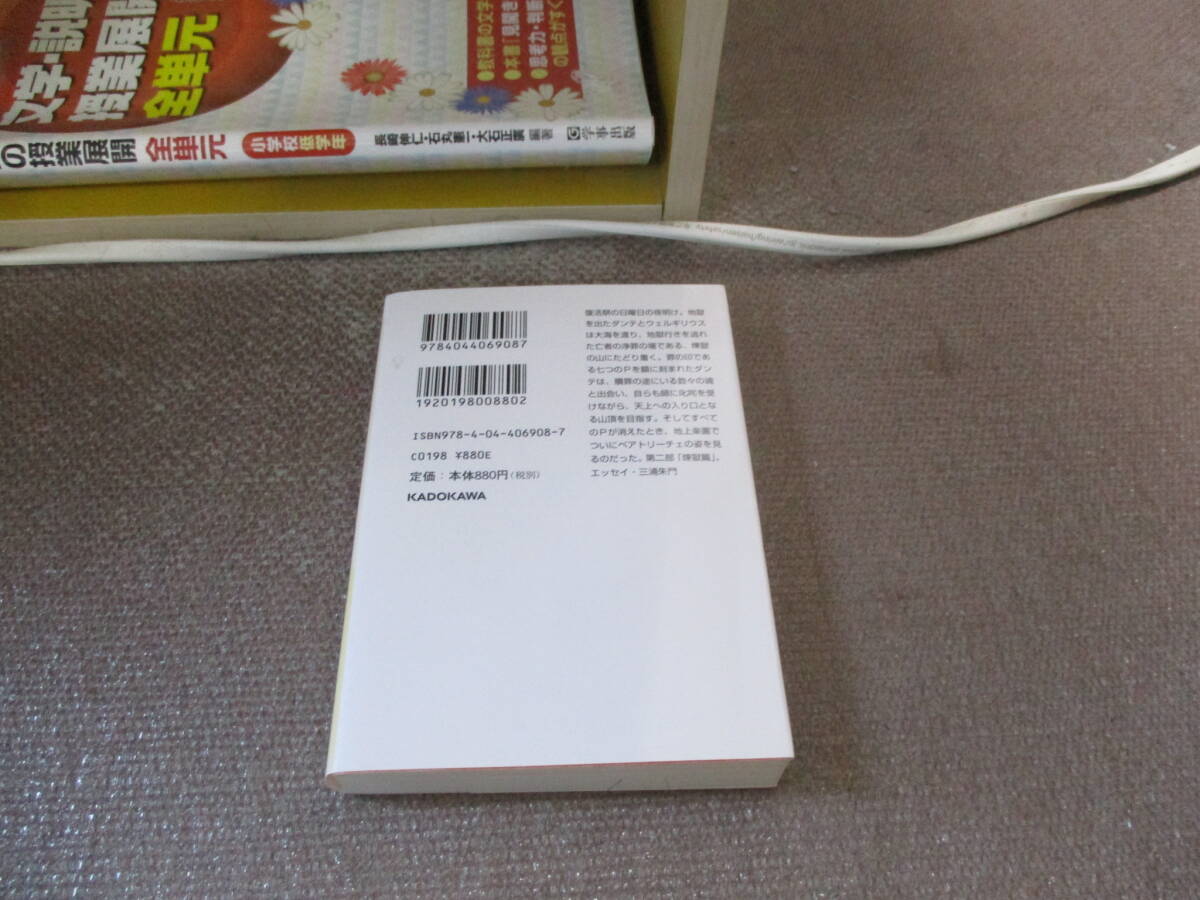 文学・説明
授業展開
全単元
●教科書の文字
●本書「見開き
●思考力・判断
の観点がすぐ
の授業展開 全単元 小学校低学年 長崎伸仁・石丸憲一・大石正廣 編著 学事出版
9784044069087
1920198008802
ISBN978-4-04-406908-7
C0198 ¥880E
定価：本体880円(税別)
KADOKAWA
復活祭の日曜日の夜明け。地獄
を出たダンテとウェルギリウス
は大海を渡り、地獄行きを逃れ
た亡者の浄罪の場である、煉獄
の山にたどり着く。罪の印であ
る七つのPを額に刻まれたダン
テは、贖罪の途にいる数々の魂
と出会い、自らも師に叱咤を受
けながら、天上への入り口とな
る山頂を目指す。そしてすべて
のPが消えたとき、地上楽園で
ついにベアトリーチェの姿を見
るのだった。第二部「煉獄篇」。
エッセイ・三浦朱門